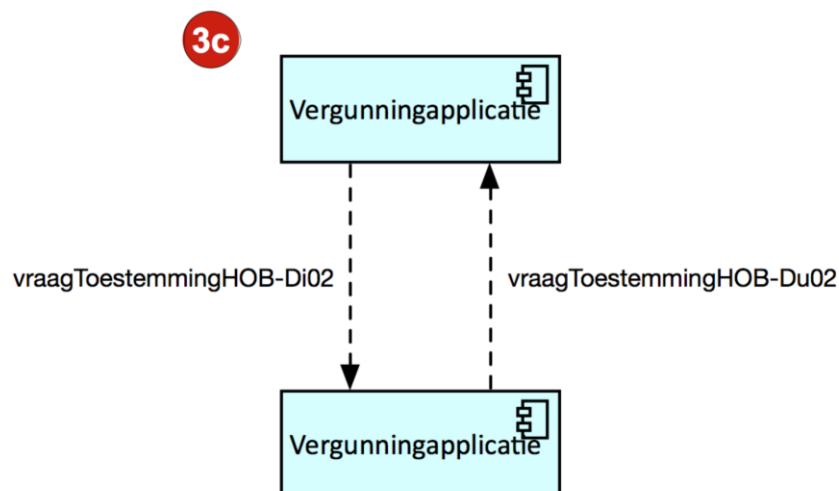 3c
Vergunningapplicatie
vraagToestemmingHOB-Di02
vraagToestemmingHOB-Du02
Vergunningapplicatie